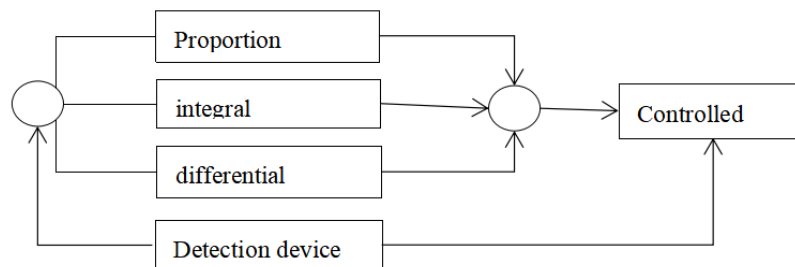 Proportion
integral
Controlled
differential
Detection device